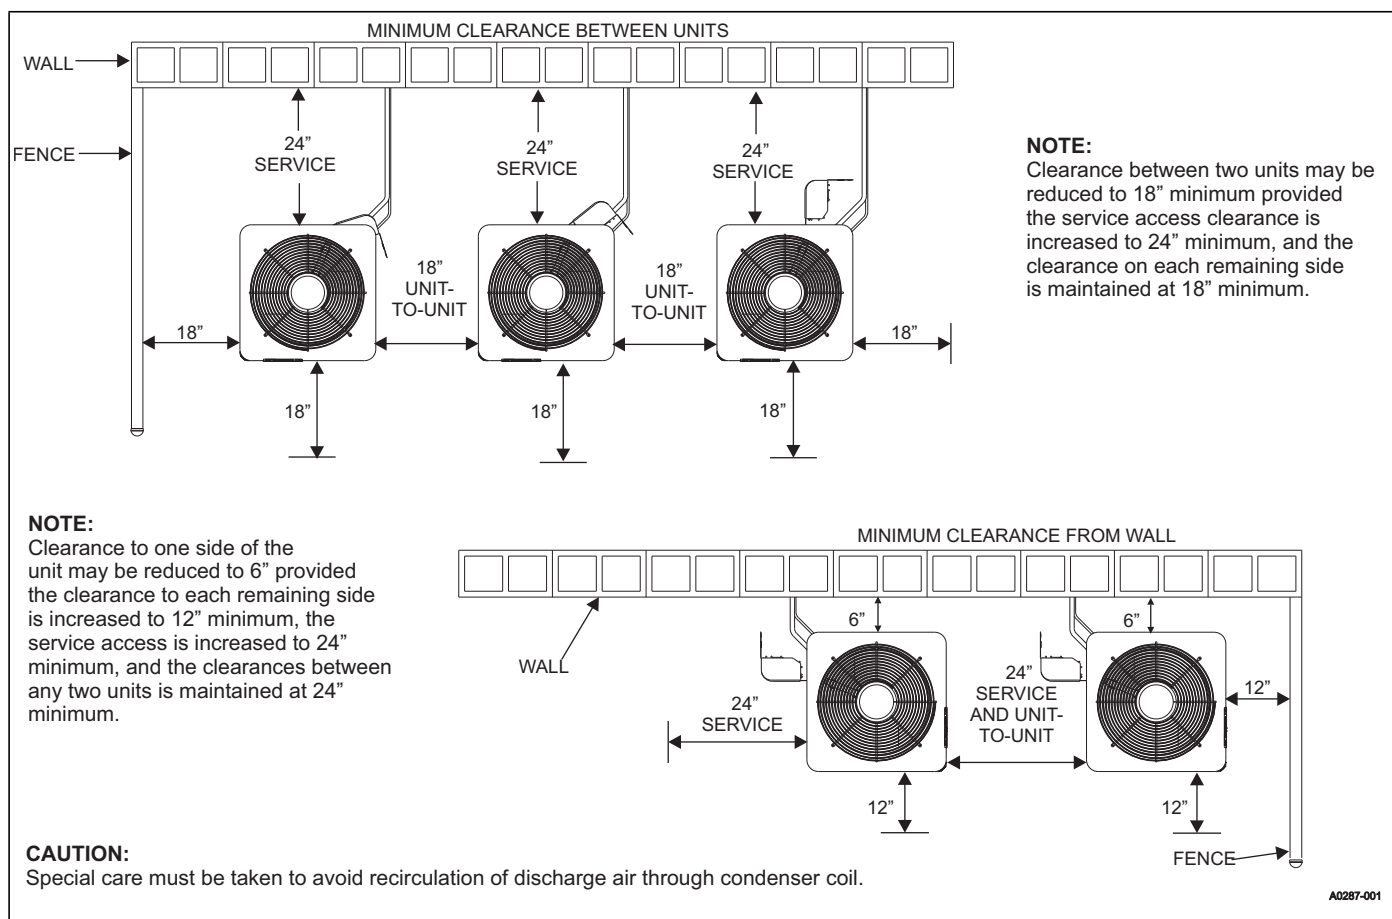 MINIMUM CLEARANCE BETWEEN UNITS
WALL
FENCE
24”
SERVICE
24”
SERVICE
24”
SERVICE
18”
UNIT-
TO-UNIT
18”
UNIT-
TO-UNIT
18”
18”
18”
18”
18”
NOTE:
Clearance between two units may be
reduced to 18” minimum provided
the service access clearance is
increased to 24” minimum, and the
clearance on each remaining side
is maintained at 18” minimum.
NOTE:
Clearance to one side of the
unit may be reduced to 6” provided
the clearance to each remaining side
is increased to 12” minimum, the
service access is increased to 24”
minimum, and the clearances between
any two units is maintained at 24”
minimum.
MINIMUM CLEARANCE FROM WALL
6”
6”
WALL
24”
SERVICE
24”
SERVICE
AND UNIT-
TO-UNIT
12”
12”
12”
FENCE
CAUTION:
Special care must be taken to avoid recirculation of discharge air through condenser coil.
A0287-001